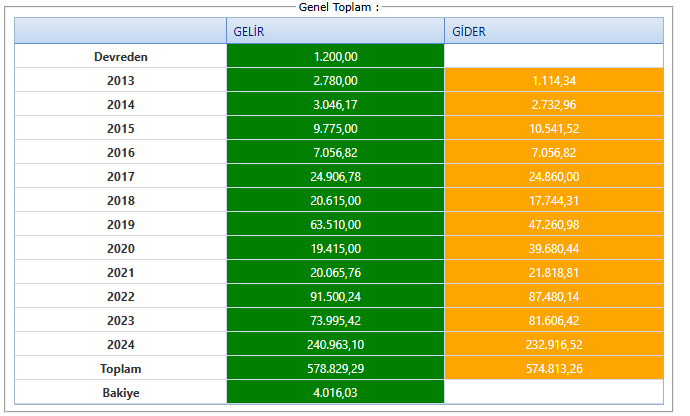 Genel Toplam :
GELİR GİDER
Devreden 1.200,00
2013 2.780,00 1.114,34
2014 3.046,17 2.732,96
2015 9.775,00 10.541,52
2016 7.056,82 7.056,82
2017 24.906,78 24.860,00
2018 20.615,00 17.744,31
2019 63.510,00 47.260,98
2020 19.415,00 39.680,44
2021 20.065,76 21.818,81
2022 91.500,24 87.480,14
2023 73.995,42 81.606,42
2024 240.963,10 232.916,52
Toplam 578.829,29 574.813,26
Bakiye 4.016,03